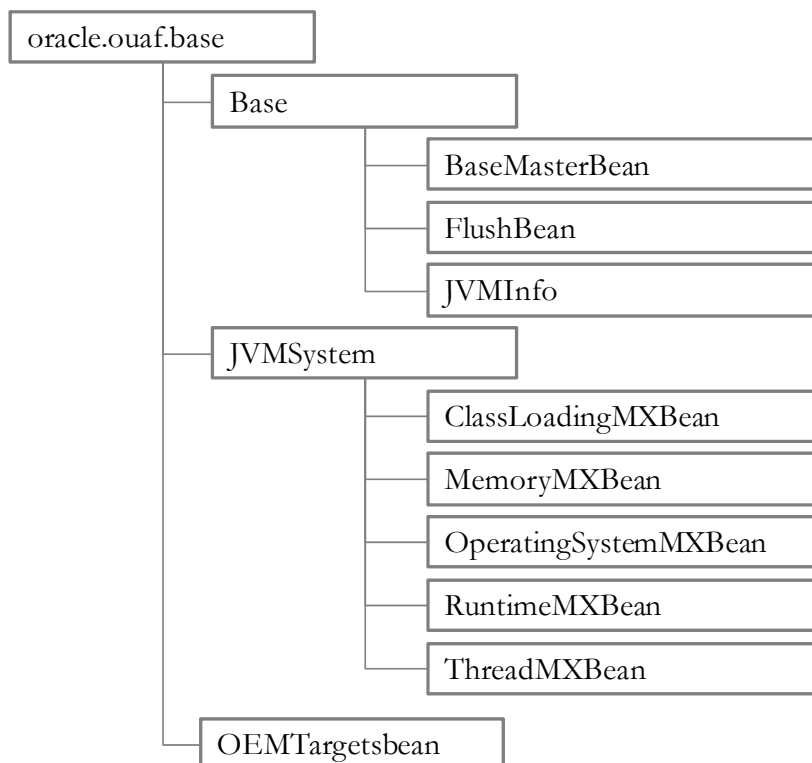 oracle.ouaf.base
Base
BaseMasterBean
FlushBean
JVMInfo
JVMSystem
ClassLoadingMXBean
MemoryMXBean
OperatingSystemMXBean
RuntimeMXBean
ThreadMXBean
OEMTargetsbean